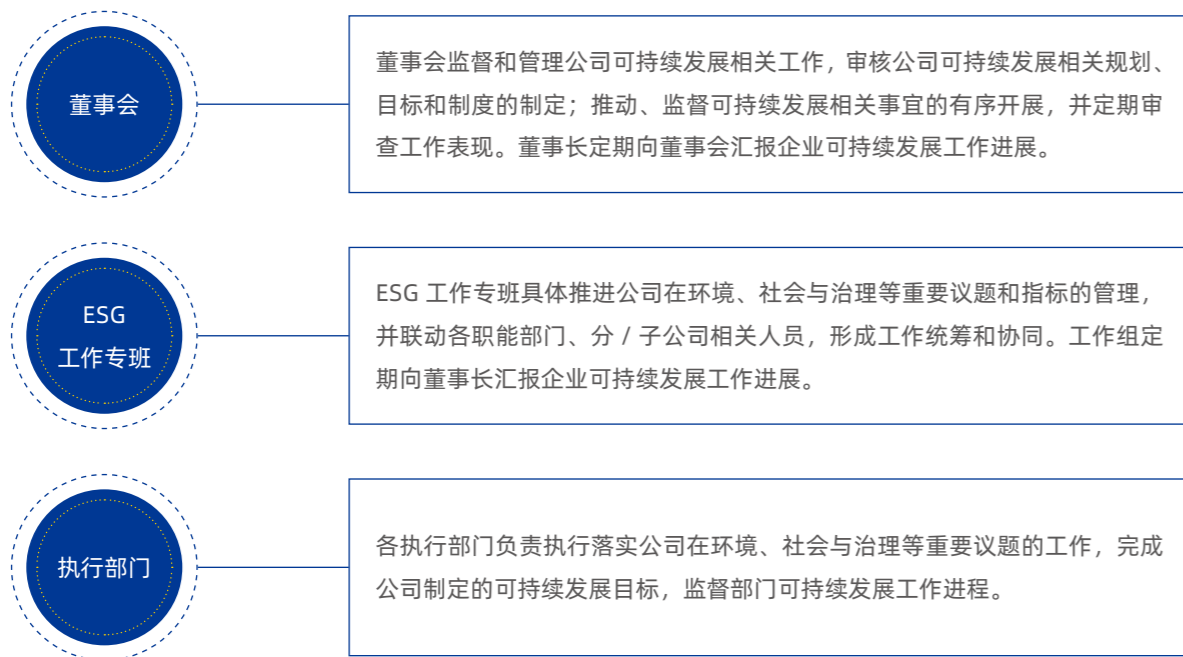 董事会
董事会监督和管理公司可持续发展相关工作，审核公司可持续发展相关规划、
目标和制度的制定；推动、监督可持续发展相关事宜的有序开展，并定期审
查工作表现。董事长定期向董事会汇报企业可持续发展工作进展。
ESG
工作专班
ESG 工作专班具体推进公司在环境、社会与治理等重要议题和指标的管理，
并联动各职能部门、分 / 子公司相关人员，形成工作统筹和协同。工作组定
期向董事长汇报企业可持续发展工作进展。
执行部门
各执行部门负责执行落实公司在环境、社会与治理等重要议题的工作，完成
公司制定的可持续发展目标，监督部门可持续发展工作进程。